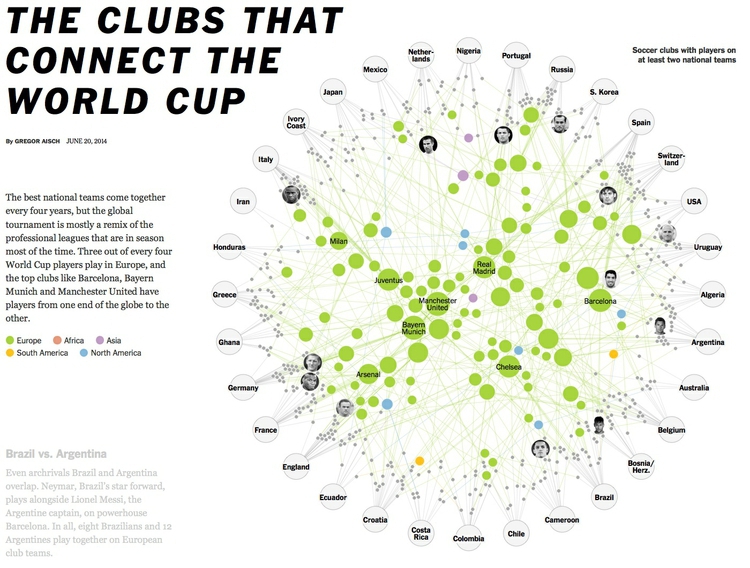 THE CLUBS THAT
CONNECT THE
WORLD CUP
By GREGOR AISCH JUNE 20, 2014
Soccer clubs with players on
at least two national teams
The best national teams come together
every four years, but the global
tournament is mostly a remix of the
professional leagues that are in season
most of the time. Three out of every four
World Cup players play in Europe, and
the top clubs like Barcelona, Bayern
Munich and Manchester United have
players from one end of the globe to the
other.
Europe Africa Asia
South America North America
Brazil vs. Argentina
Even archrivals Brazil and Argentina
overlap. Neymar, Brazil's star forward,
plays alongside Lionel Messi, the
Argentine captain, on powerhouse
Barcelona. In all, eight Brazilians and 12
Argentines play together on European
club teams.
Nigeria
Portugal
Russia
S. Korea
Spain
Switzer-
land
USA
Uruguay
Algeria
Argentina
Australia
Belgium
Bosnia/
Herz.
Brazil
Cameroon
Chile
Colombia
Costa
Rica
Croatia
Ecuador
England
France
Germany
Ghana
Greece
Honduras
Iran
Italy
Ivory
Coast
Japan
Mexico
Nether-
lands
Milan
Juventus
Real
Madrid
Manchester
United
Barcelona
Bayern
Munich
Arsenal
Chelsea